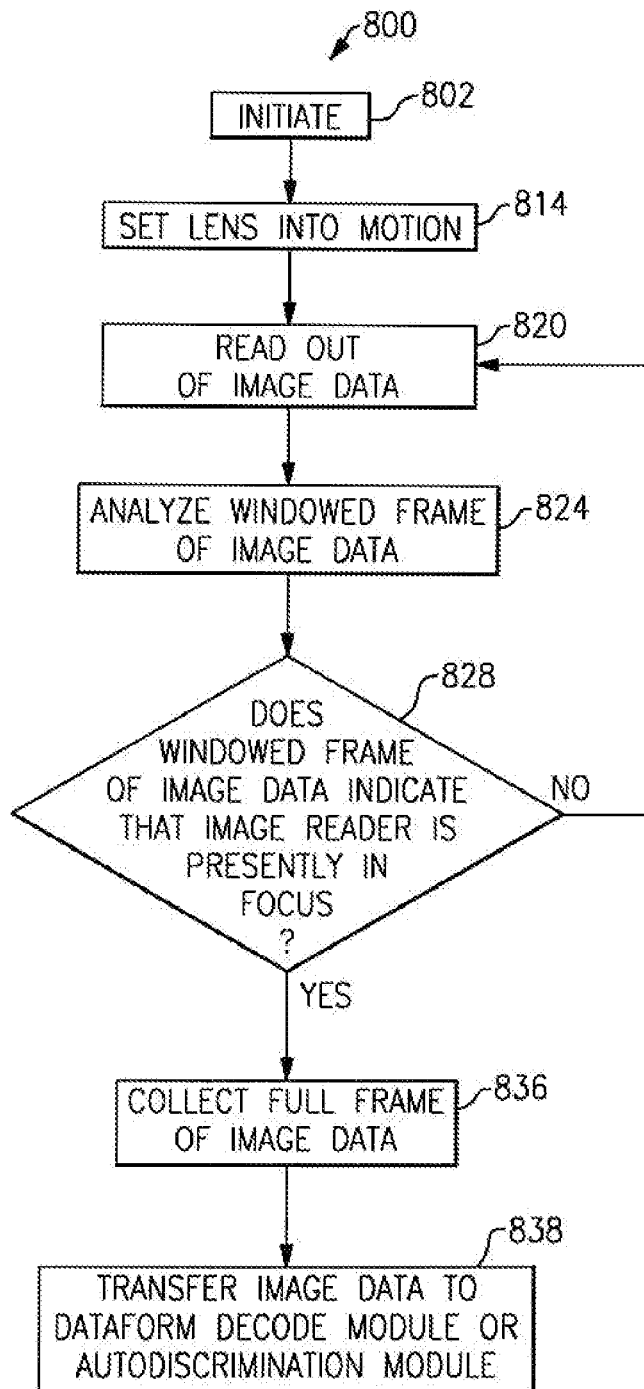 800
INITIATE
802
SET LENS INTO MOTION
814
READ OUT
OF IMAGE DATA
820
ANALYZE WINDOWED FRAME
OF IMAGE DATA
824
DOES
WINDOWED FRAME
OF IMAGE DATA INDICATE
THAT IMAGE READER IS
PRESENTLY IN
FOCUS
?
828
NO
YES
COLLECT FULL FRAME
OF IMAGE DATA
836
TRANSFER IMAGE DATA TO
DATAFORM DECODE MODULE OR
AUTODISCRIMINATION MODULE
838